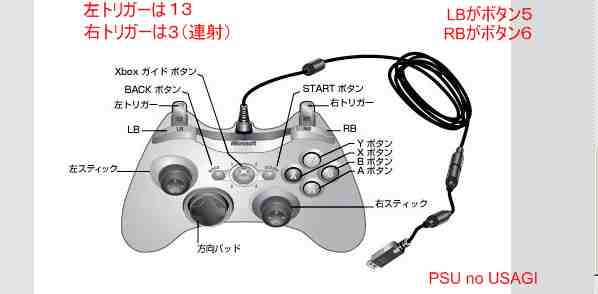 左トリガーは13
右トリガーは3(連射)
LBがボタン5
RBがボタン6
Xbox ガイド ボタン
BACK ボタン
左トリガー
START ボタン
右トリガー
LB
LB
RB
Microsoft
Y ボタン
X ボタン
B ボタン
A ボタン
左スティック
右スティック
方向パッド
PSU no USAGI